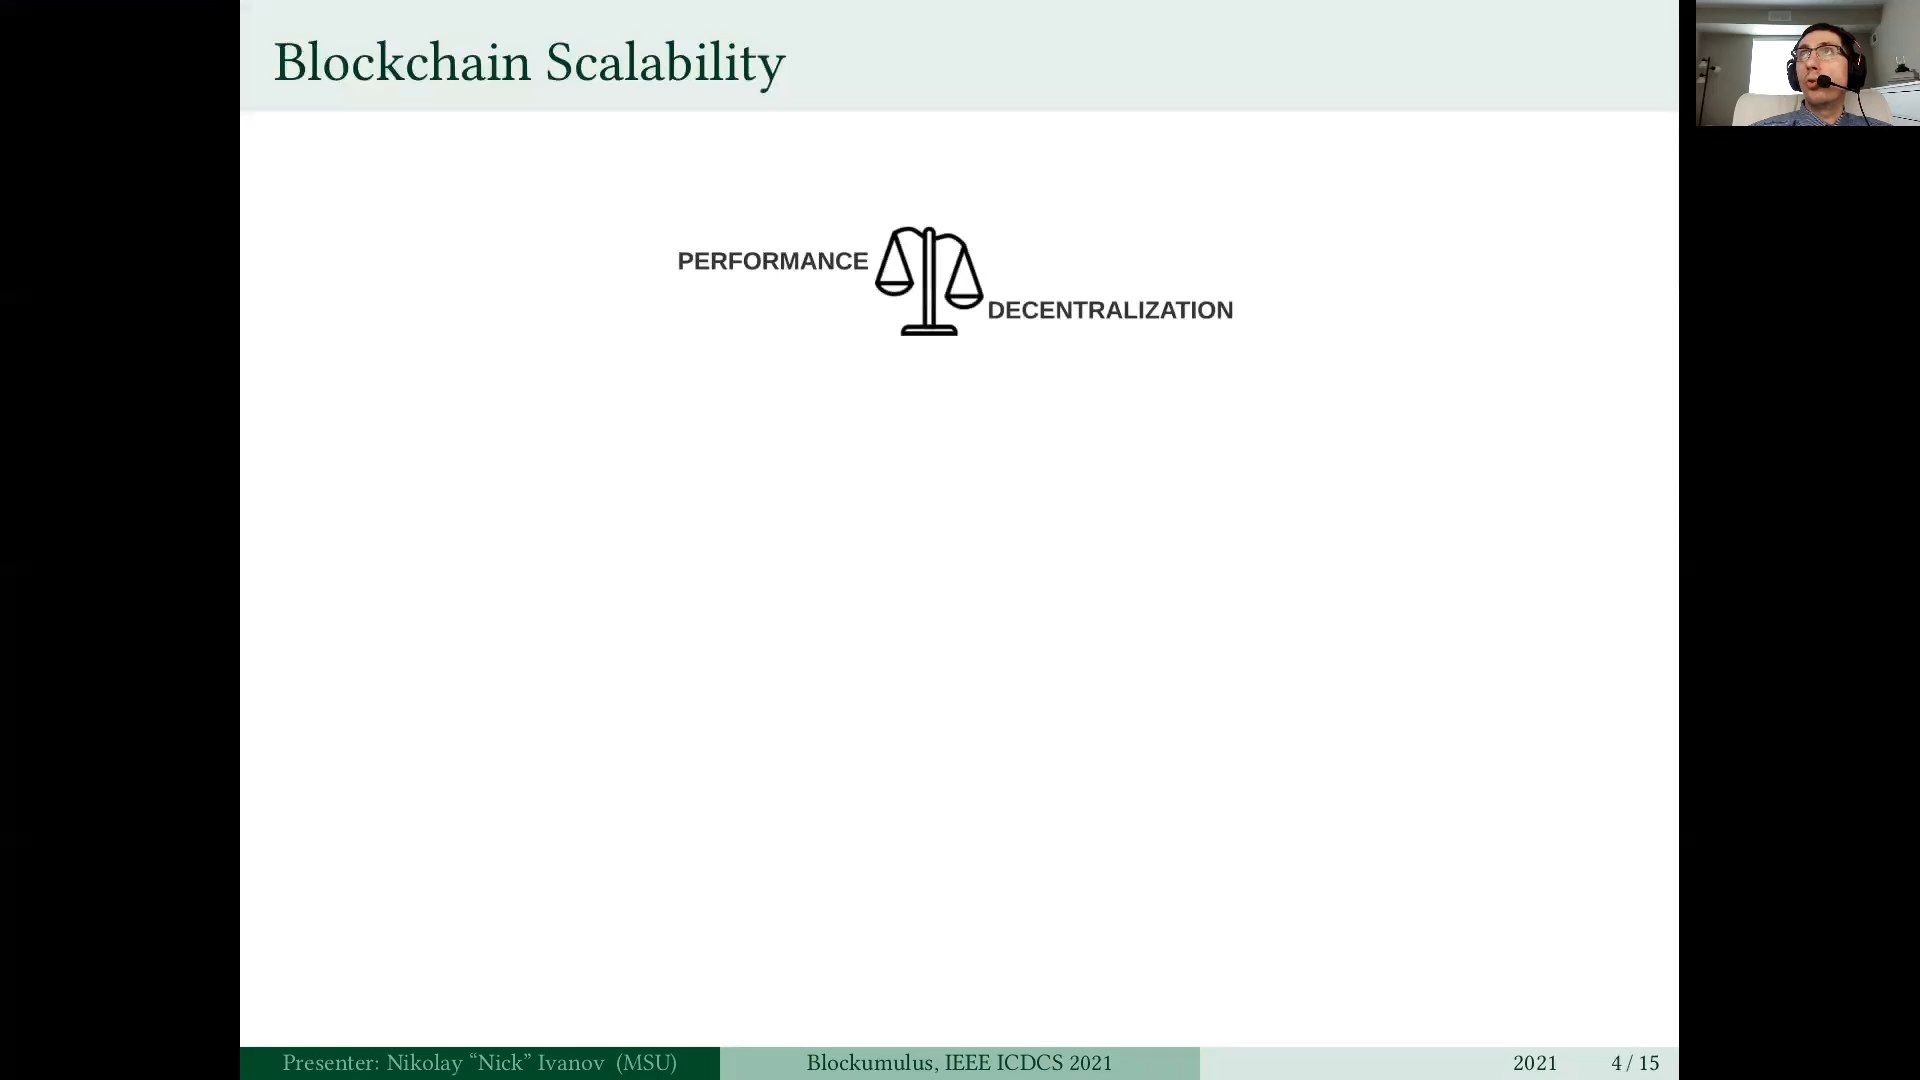 Blockchain Scalability
PERFORMANCE
DECENTRALIZATION
Presenter: Nikolay “Nick” Ivanov (MSU)
Blockumulus, IEEE ICDCS 2021
2021
4 / 15